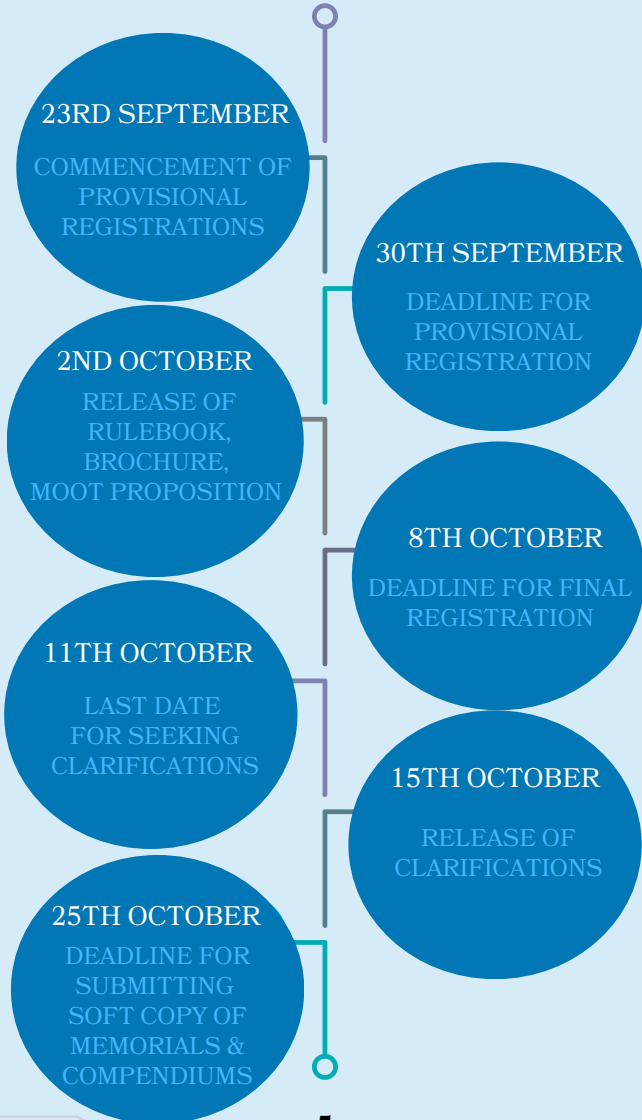 23RD SEPTEMBER
COMMENCEMENT OF
PROVISIONAL
REGISTRATIONS
30TH SEPTEMBER
DEADLINE FOR
PROVISIONAL
REGISTRATION
2ND OCTOBER
RELEASE OF
RULEBOOK,
BROCHURE,
MOOT PROPOSITION
8TH OCTOBER
DEADLINE FOR FINAL
REGISTRATION
11TH OCTOBER
LAST DATE
FOR SEEKING
CLARIFICATIONS
15TH OCTOBER
RELEASE OF
CLARIFICATIONS
25TH OCTOBER
DEADLINE FOR
SUBMITTING
SOFT COPY OF
MEMORIALS &
COMPENDIUMS